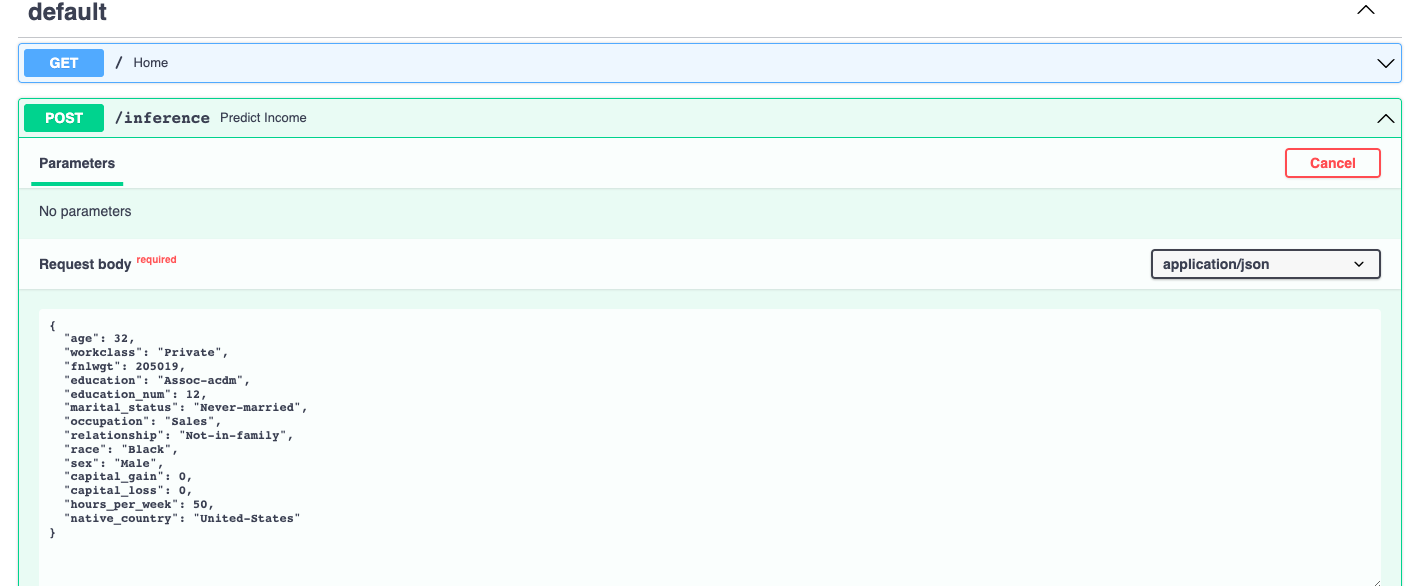 default
GET / Home
POST /inference Predict Income
Parameters
Cancel
No parameters
Request body required
application/json
{
  "age": 32,
  "workclass": "Private",
  "fnlwgt": 205019,
  "education": "Assoc-acdm",
  "education_num": 12,
  "marital_status": "Never-married",
  "occupation": "Sales",
  "relationship": "Not-in-family",
  "race": "Black",
  "sex": "Male",
  "capital_gain": 0,
  "capital_loss": 0,
  "hours_per_week": 50,
  "native_country": "United-States"
}